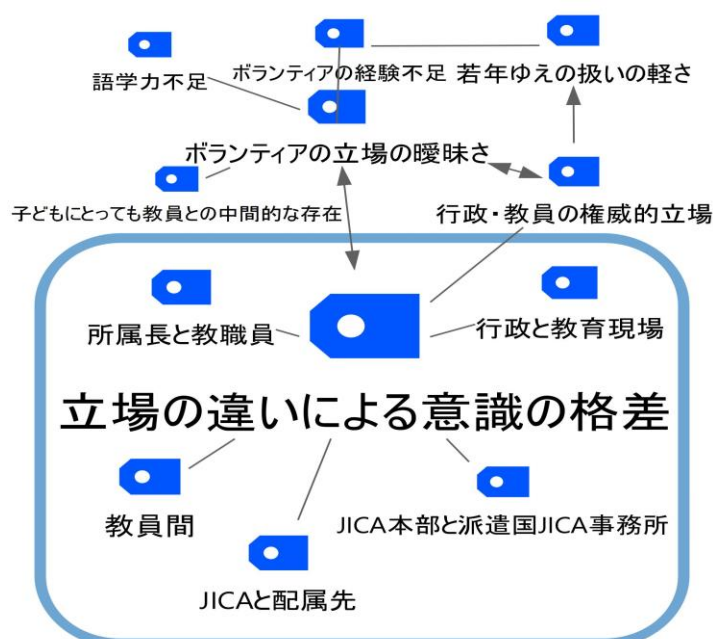 語学力不足
ボランティアの経験不足
若年ゆえの扱いの軽さ
ボランティアの立場の曖昧さ
子どもにとっても教員との中間的な存在
行政・教員の権威的立場
所属長と教職員
行政と教育現場
立場の違いによる意識の格差
教員間
JICA本部と派遣国JICA事務所
JICAと配属先